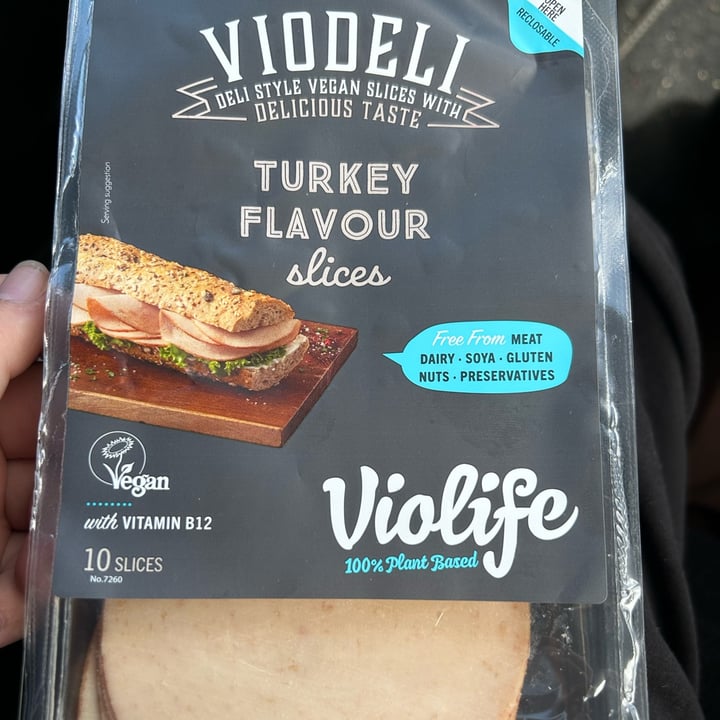 OPEN
HERE
RECLOSABLE
VIODELI
DELI STYLE VEGAN SLICES WITH
DELICIOUS TASTE
Serving suggestion
TURKEY
FLAVOUR
slices
Free From MEAT
DAIRY · SOYA · GLUTEN
NUTS · PRESERVATIVES
Vegan
with VITAMIN B12
10 SLICES
No.7260
Violife
100% Plant Based